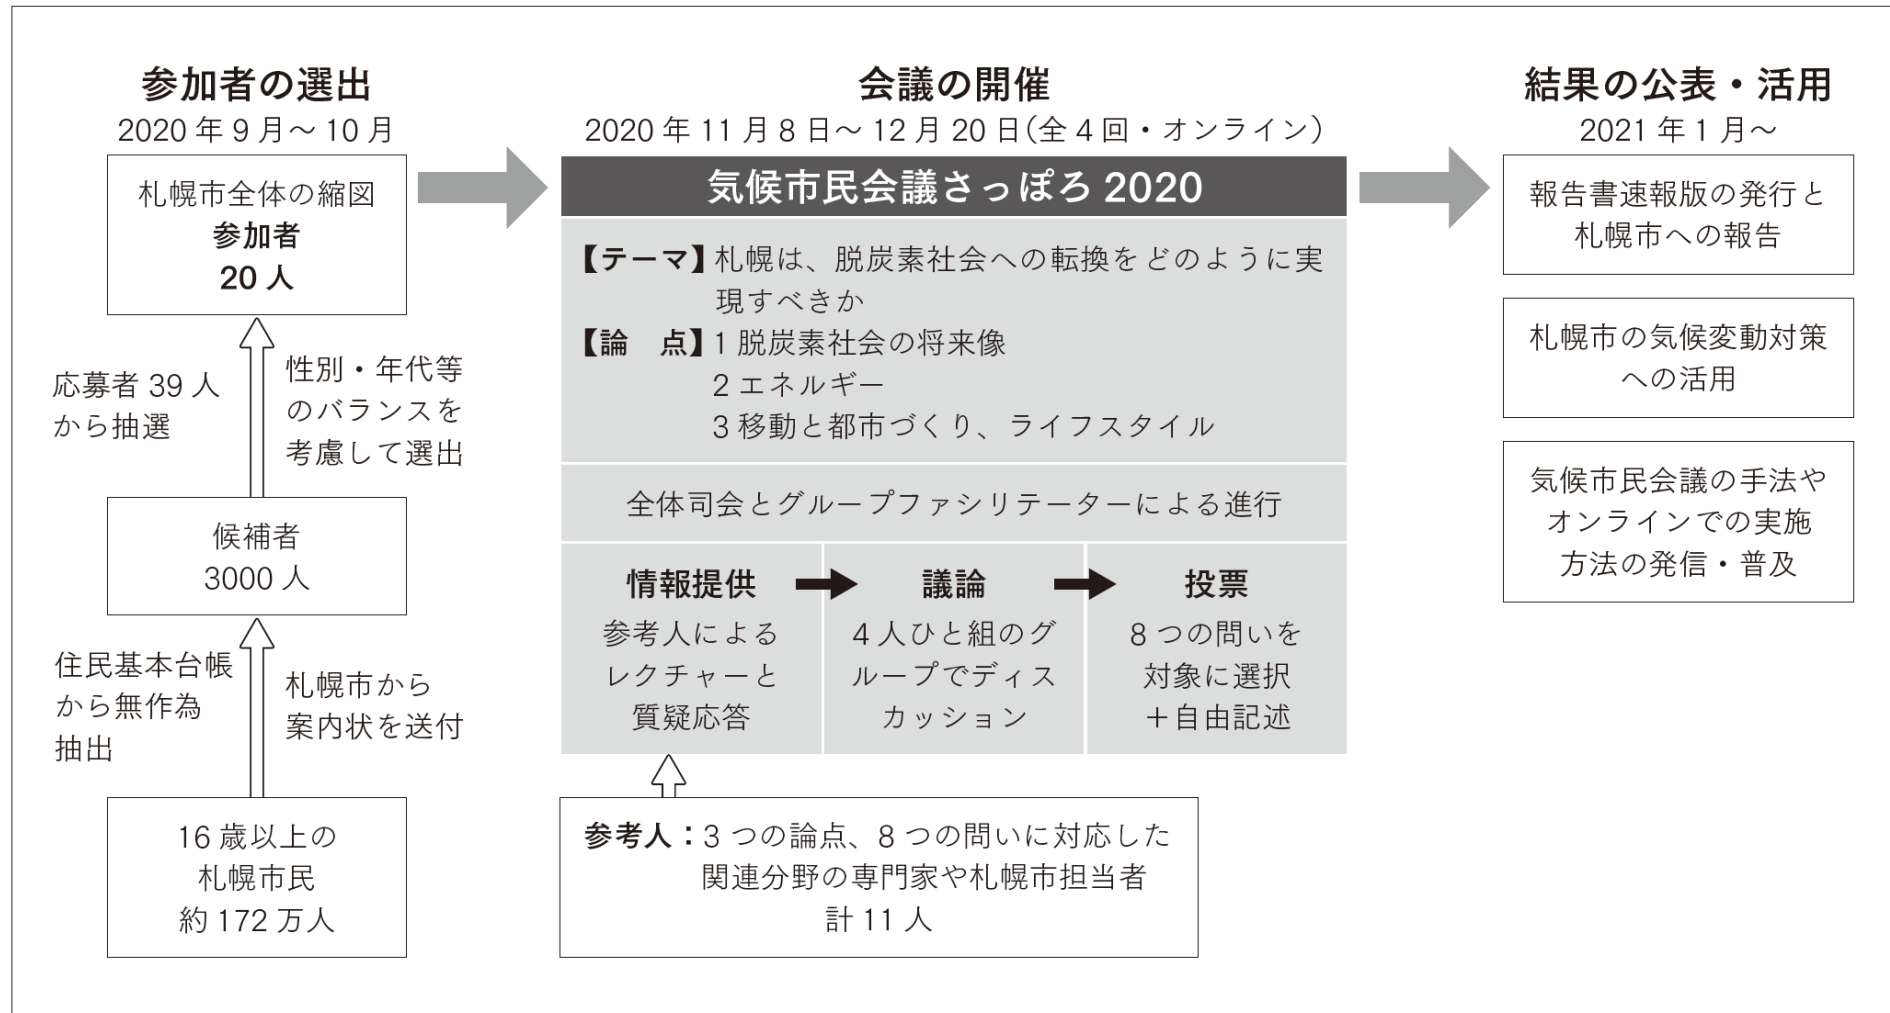 参加者の選出
2020年9月～10月
札幌市全体の縮図
参加者
20人
応募者39人
から抽選
性別・年代等
のバランスを
考慮して選出
候補者
3000人
住民基本台帳
から無作為
抽出
札幌市から
案内状を送付
16歳以上の
札幌市民
約172万人
会議の開催
2020年11月8日～12月20日（全4回・オンライン）
気候市民会議さっぽろ2020
【テーマ】札幌は、脱炭素社会への転換をどのように実
現すべきか
【論　点】1 脱炭素社会の将来像
2 エネルギー
3 移動と都市づくり、ライフスタイル
全体司会とグループファシリテーターによる進行
情報提供
参考人による
レクチャーと
質疑応答
議論
4人ひと組のグ
ループでディス
カッション
投票
8つの問いを
対象に選択
＋自由記述
参考人：3つの論点、8つの問いに対応した
関連分野の専門家や札幌市担当者
計11人
結果の公表・活用
2021年1月～
報告書速報版の発行と
札幌市への報告
札幌市の気候変動対策
への活用
気候市民会議の手法や
オンラインでの実施
方法の発信・普及